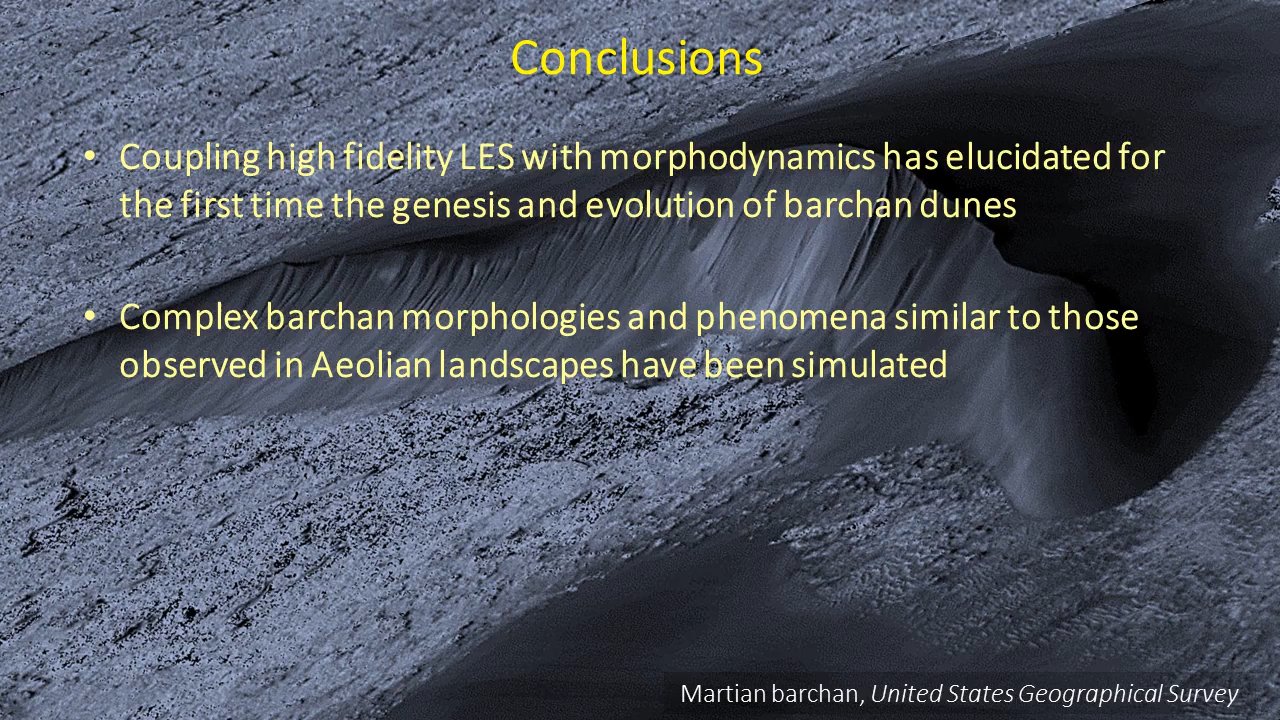 Conclusions
• Coupling high fidelity LES with morphodynamics has elucidated for
the first time the genesis and evolution of barchan dunes
• Complex barchan morphologies and phenomena similar to those
observed in Aeolian landscapes have been simulated
Martian barchan, United States Geographical Survey